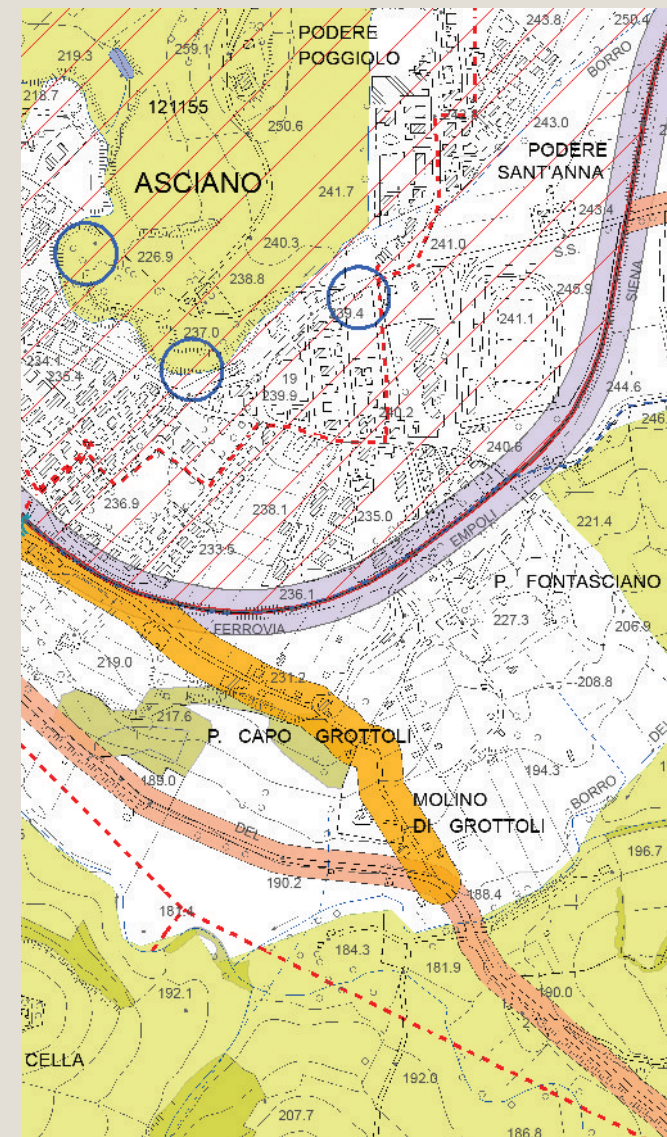 243.8
250.4
219.3
259.1
PODERE
POGGIOLO
BORRO
218.7
121155
250.6
243.0
PODERE
SANT'ANNA
ASCIANO
241.7
243.4
226.9
240.3
241.0
S.S.
238.8
245.9
SIENA
239.4
241.1
237.0
234.1
235.4
19
239.9
240.2
244.6
246
240.6
236.9
238.1
235.0
221.4
EMPOLI
233.5
236.1
P. FONTASCIANO
FERROVIA
227.3
206.9
219.0
231.2
208.8
217.6
P. CAPO GROTTOLI
DEL
189.0
194.3
MOLINO
DI GROTTOLI
BORRO
DEL
190.2
196.7
188.4
181.4
184.3
181.9
192.1
190.0
CELLA
192.0
207.7
186.8